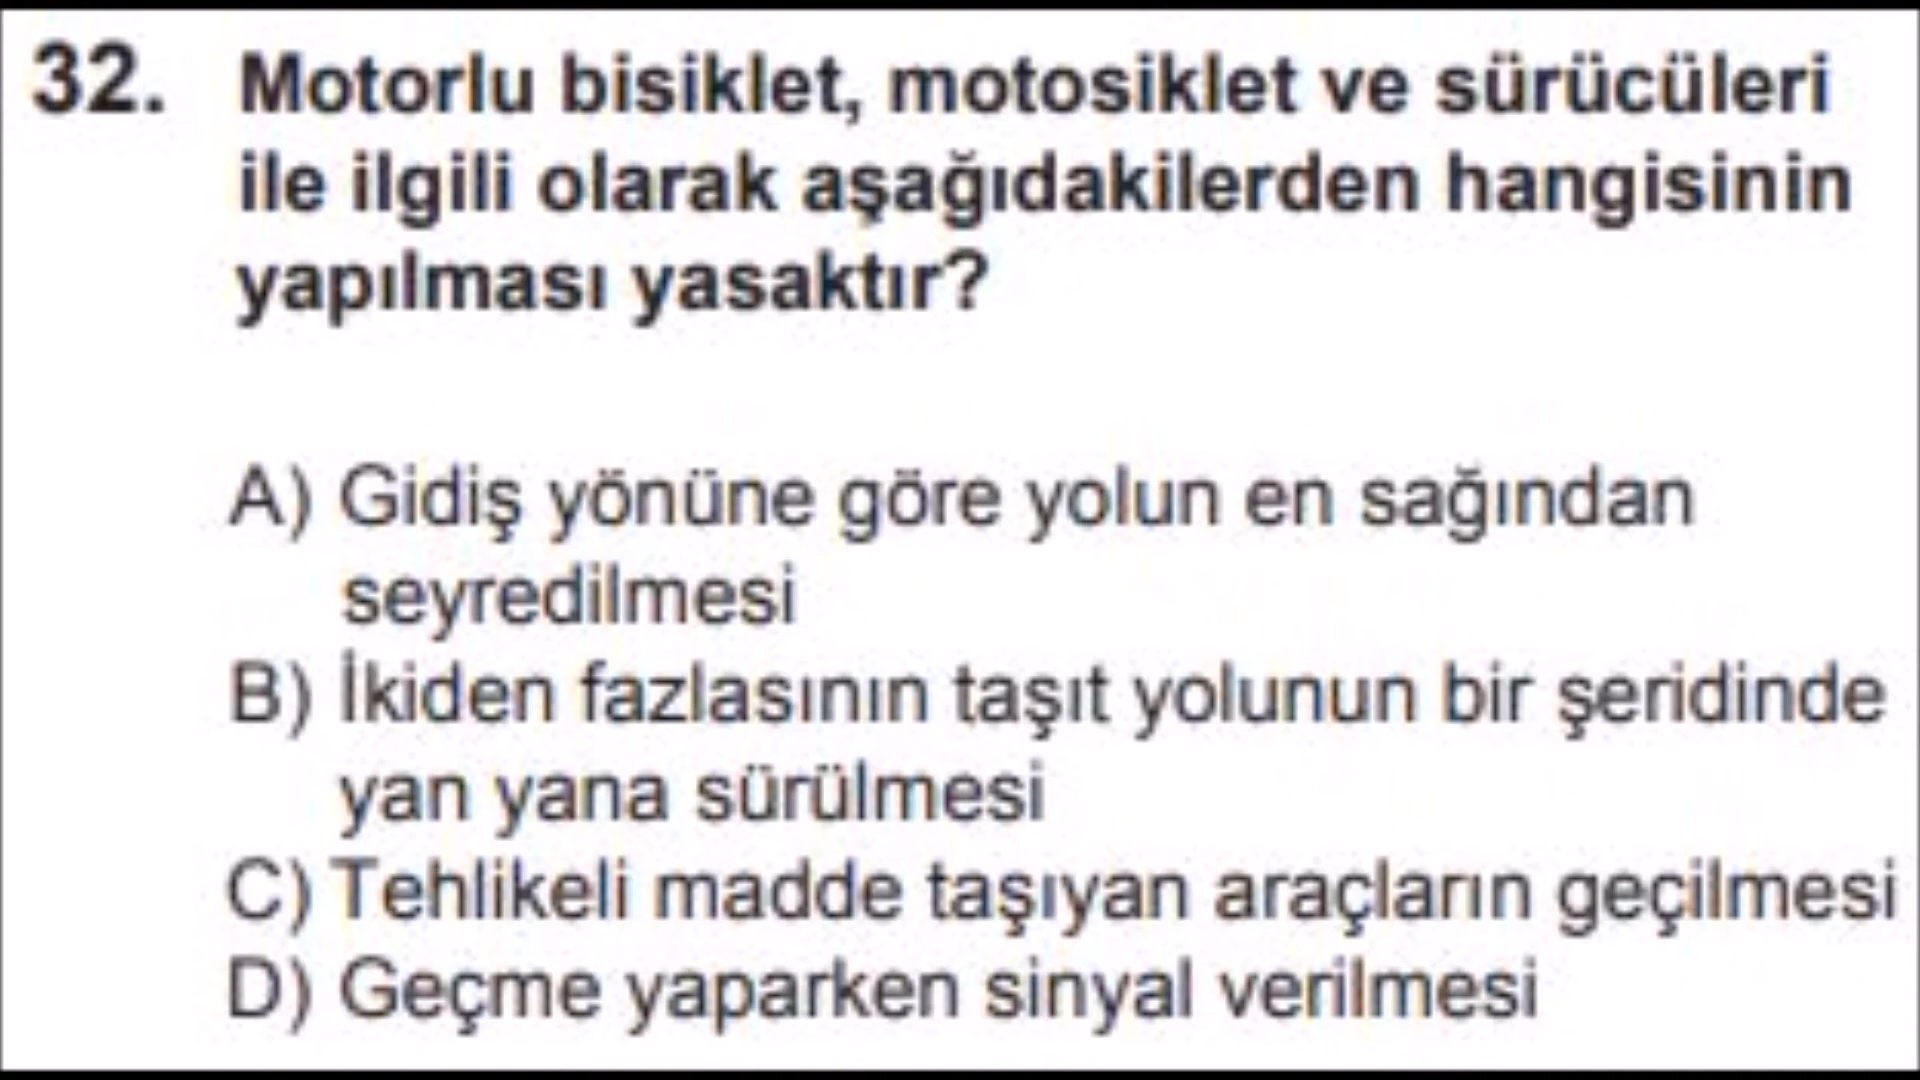 32. Motorlu bisiklet, motosiklet ve sürücüleri
ile ilgili olarak aşağıdakilerden hangisinin
yapılması yasaktır?
A) Gidiş yönüne göre yolun en sağından
seyredilmesi
B) İkiden fazlasının taşıt yolunun bir şeridinde
yan yana sürülmesi
C) Tehlikeli madde taşıyan araçların geçilmesi
D) Geçme yaparken sinyal verilmesi